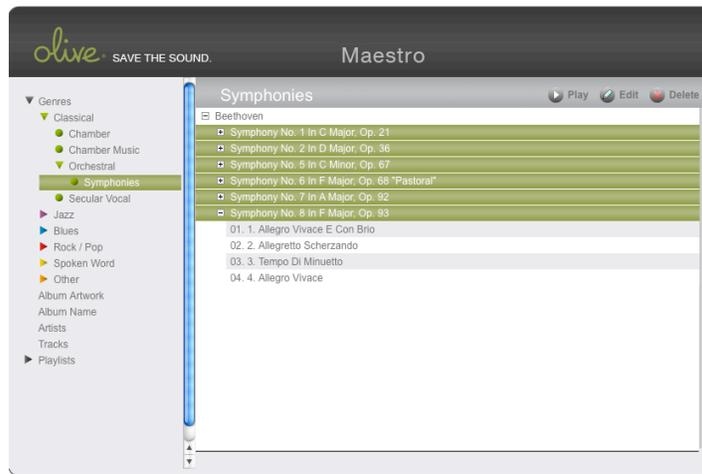 olive SAVE THE SOUND.
Maestro
Genres
Classical
Chamber
Chamber Music
Orchestral
Symphonies
Secular Vocal
Jazz
Blues
Rock / Pop
Spoken Word
Other
Album Artwork
Album Name
Artists
Tracks
Playlists
Symphonies Play Edit Delete
Beethoven
Symphony No. 1 In C Major, Op. 21
Symphony No. 2 In D Major, Op. 36
Symphony No. 5 In C Minor, Op. 67
Symphony No. 6 In F Major, Op. 68 "Pastoral"
Symphony No. 7 In A Major, Op. 92
Symphony No. 8 In F Major, Op. 93
01. 1. Allegro Vivace E Con Brio
02. 2. Allegretto Scherzando
03. 3. Tempo Di Minuetto
04. 4. Allegro Vivace